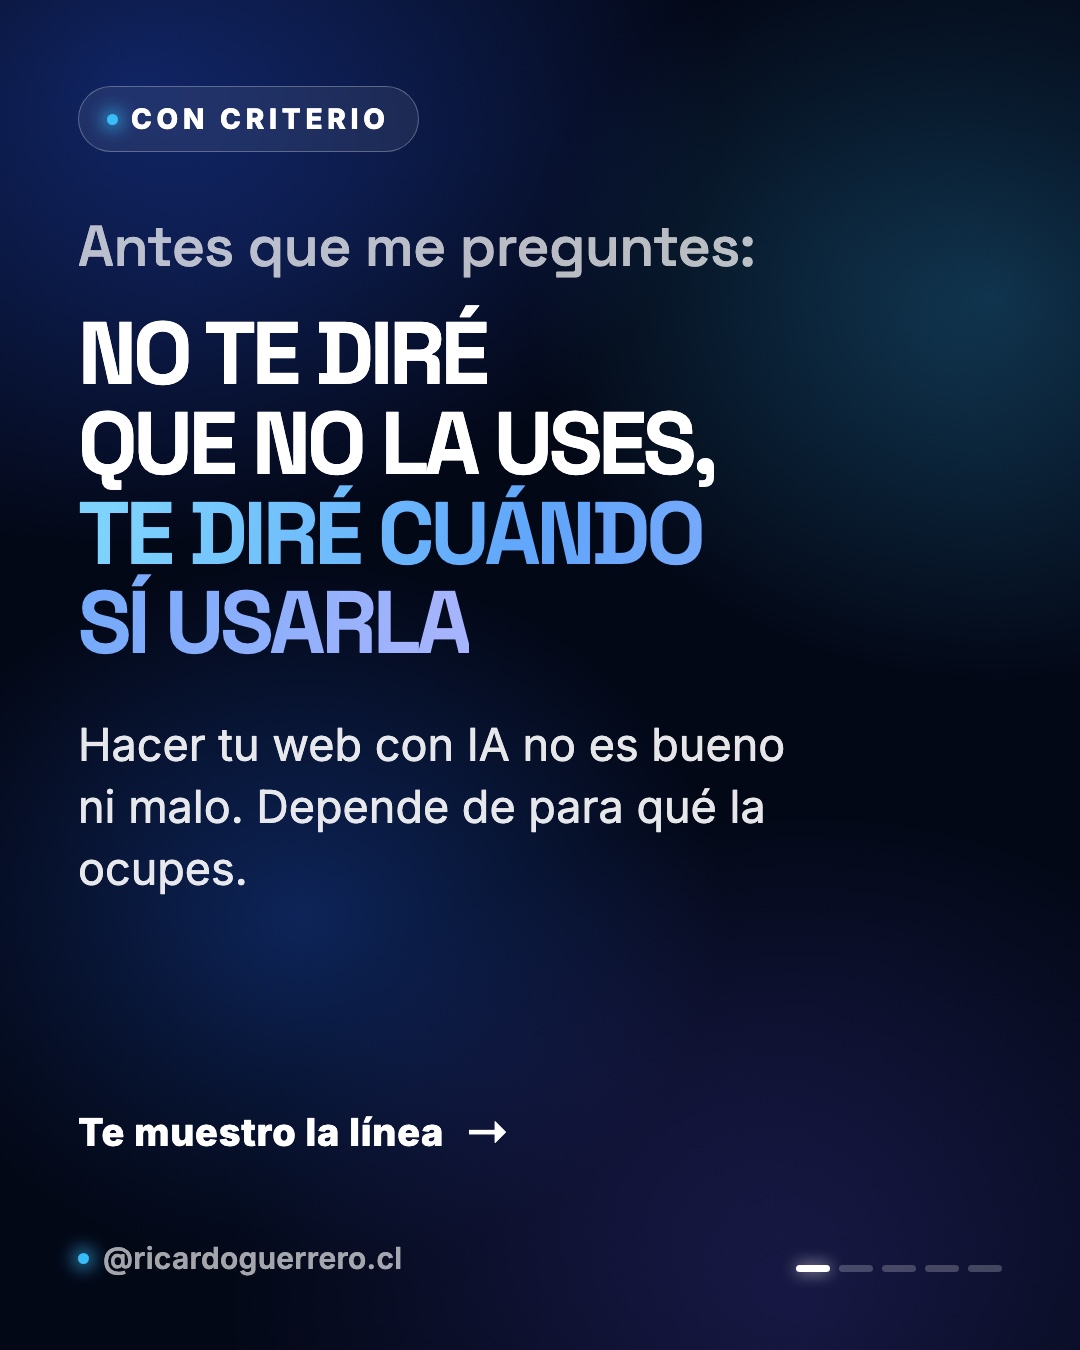 CON CRITERIO
Antes que me preguntes:
NO TE DIRÉ
QUE NO LA USES,
TE DIRÉ CUÁNDO
SÍ USARLA
Hacer tu web con IA no es bueno
ni malo. Depende de para qué la
ocupes.
Te muestro la línea →
@ricardoguerrero.cl